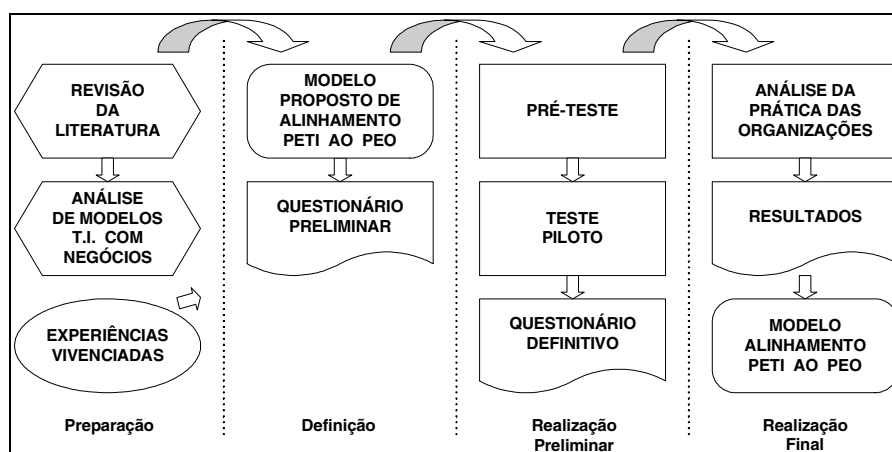 REVISÃO
DA
LITERATURA
ANÁLISE
DE MODELOS
T.I. COM
NEGÓCIOS
EXPERIÊNCIAS
VIVENCIADAS
Preparação
MODELO
PROPOSTO DE
ALINHAMENTO
PETI AO PEO
QUESTIONÁRIO
PRELIMINAR
Definição
PRÉ-TESTE
TESTE
PILOTO
QUESTIONÁRIO
DEFINITIVO
Realização
Preliminar
ANÁLISE DA
PRÁTICA DAS
ORGANIZAÇÕES
RESULTADOS
MODELO
ALINHAMENTO
PETI AO PEO
Realização
Final